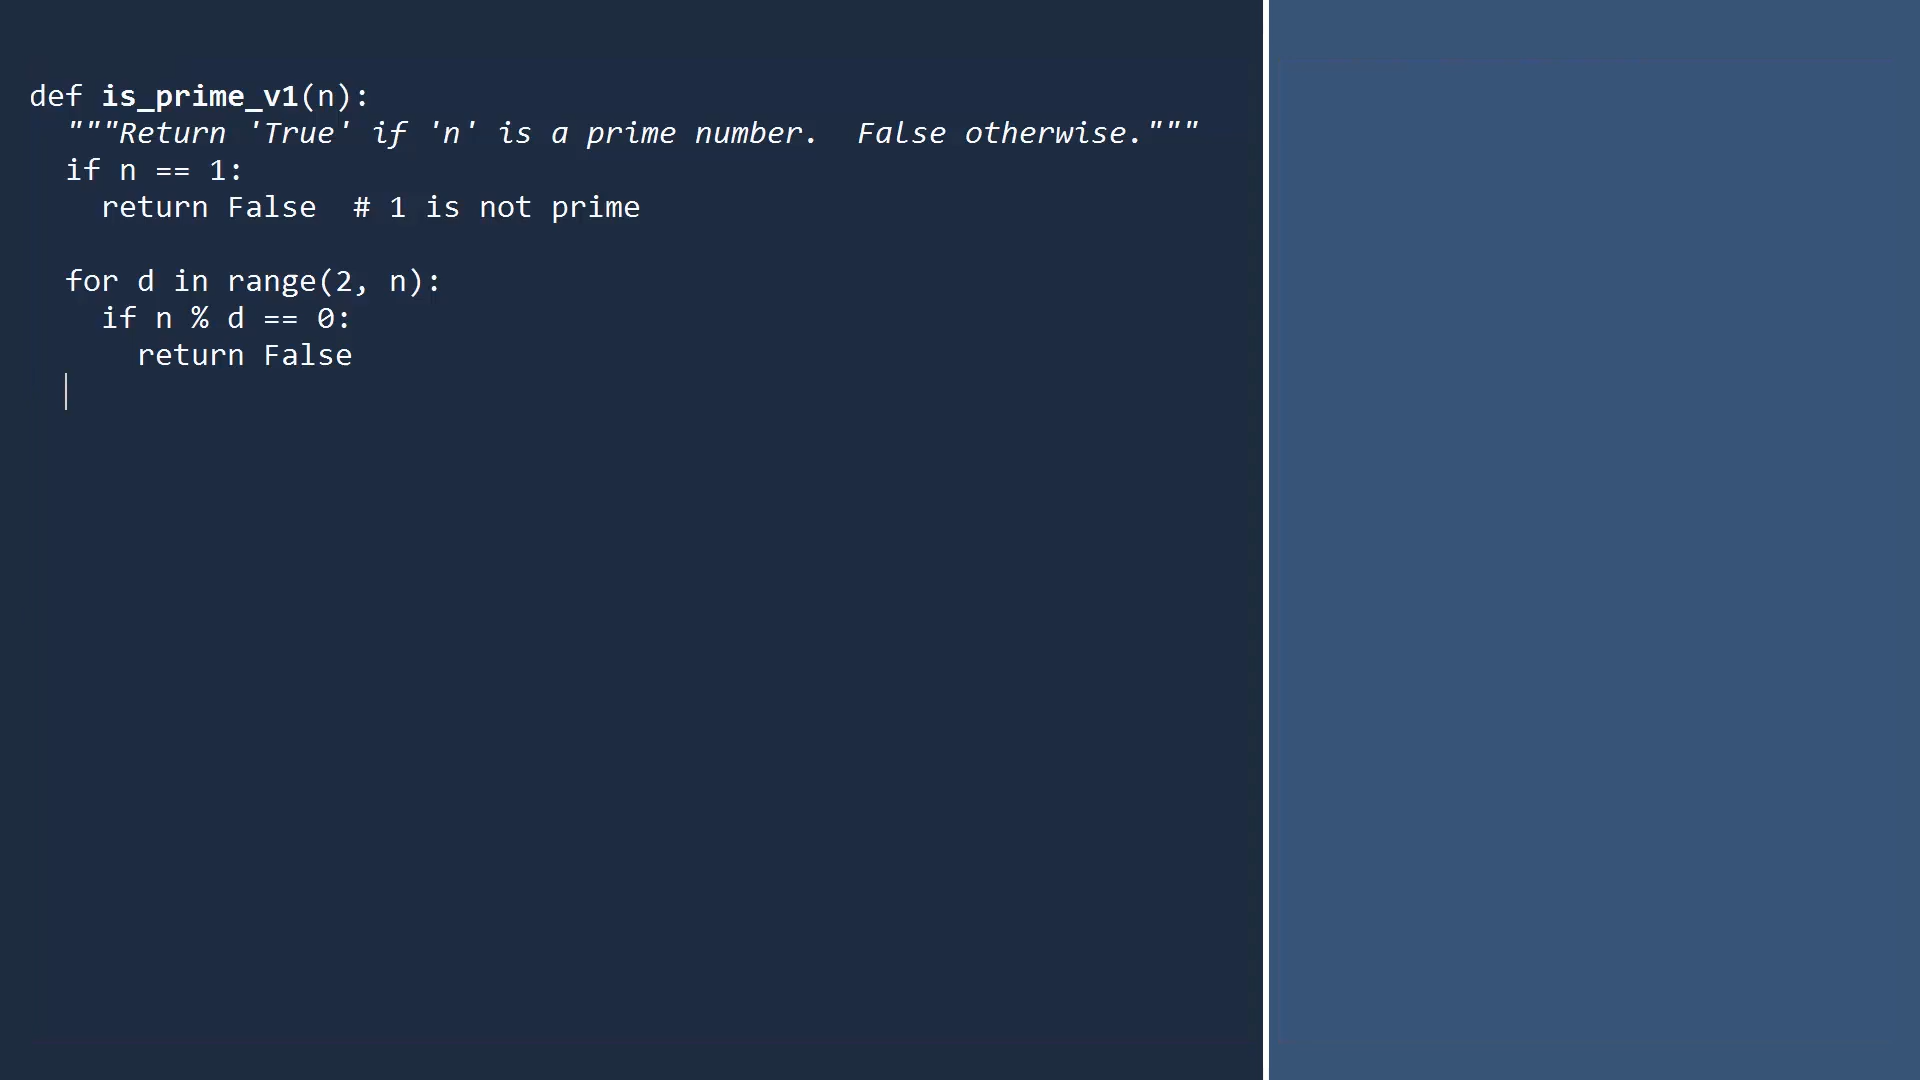 def is_prime_v1(n):
  """Return 'True' if 'n' is a prime number.  False otherwise."""
  if n == 1:
    return False  # 1 is not prime

  for d in range(2, n):
    if n % d == 0:
      return False